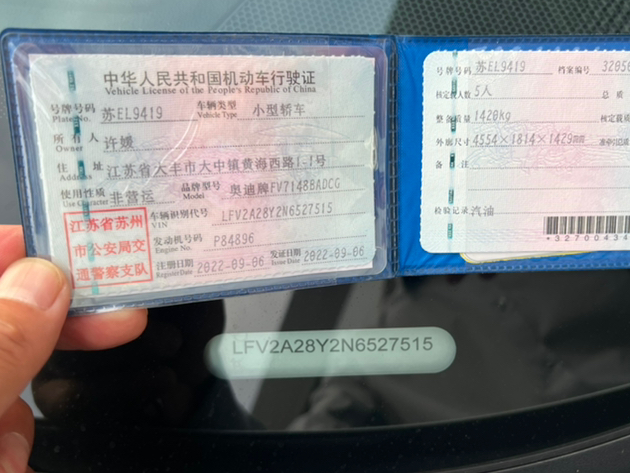 中华人民共和国机动车行驶证
Vehicle License of the People's Republic of China
号牌号码 苏EL9419 车辆类型 小型轿车
Plate No. Vehicle Type
所有人 许媛
Owner
住址 江苏省大丰市大中镇黄海西路1-1号
Address
使用性质 非营运 品牌型号 奥迪牌FV7148BADCG
Use Character Model
车辆识别代号 LFV2A28Y2N6527515
VIN
发动机号码 P84896
Engine No.
注册日期 2022-09-06 发证日期 2022-09-06
Register Date Issue Date
江苏省苏州
市公安局交
通警察支队
号牌号码 苏EL9419 档案编号 3205
核定载人数 5人 总质
整备质量 1420kg 核定载质
外廓尺寸 4554×1814×1429mm 准牵引总质
备注
检验记录 汽油
*32700434
LFV2A28Y2N6527515